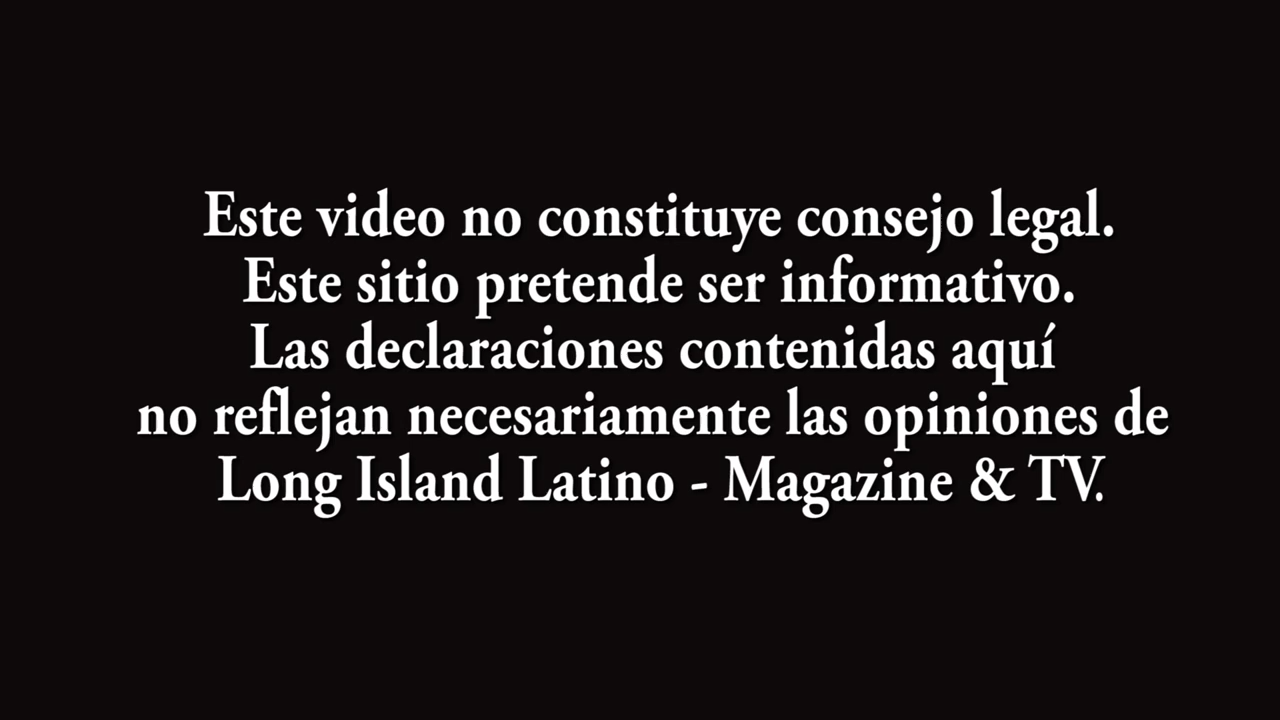 Este video no constituye consejo legal.
Este sitio pretende ser informativo.
Las declaraciones contenidas aquí
no reflejan necesariamente las opiniones de
Long Island Latino - Magazine & TV.